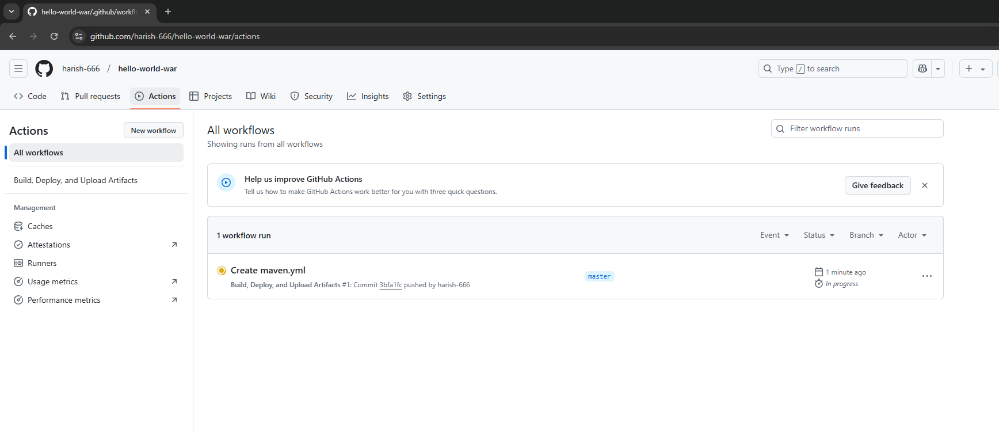 hello-world-war/.github/workfl
github.com/harish-666/hello-world-war/actions
harish-666 / hello-world-war
Type / to search
Code Pull requests Actions Projects Wiki Security Insights Settings
Actions
New workflow
All workflows
Build, Deploy, and Upload Artifacts
Management
Caches
Attestations
Runners
Usage metrics
Performance metrics
All workflows
Showing runs from all workflows
Filter workflow runs
Help us improve GitHub Actions
Tell us how to make GitHub Actions work better for you with three quick questions.
Give feedback
1 workflow run
Event Status Branch Actor
Create maven.yml
Build, Deploy, and Upload Artifacts #1: Commit 3bfa1fc pushed by harish-666
master
1 minute ago
In progress